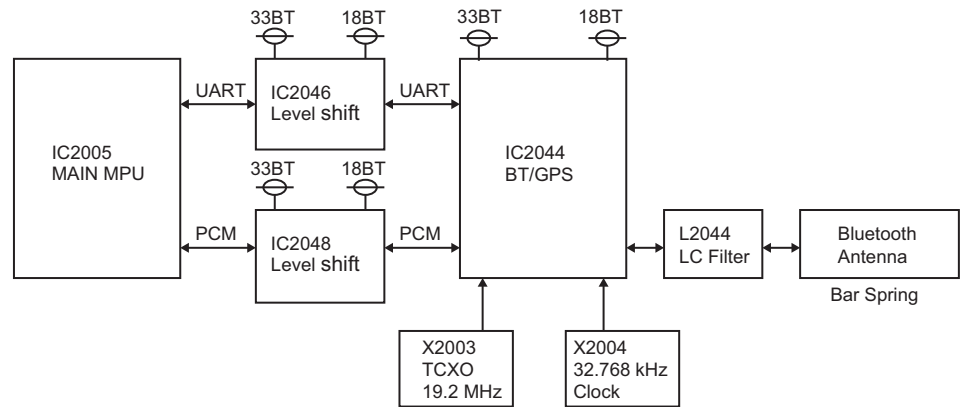 33BT 18BT 33BT 18BT
UART
IC2046
Level shift
UART
IC2005
MAIN MPU
IC2044
BT/GPS
33BT 18BT
PCM
IC2048
Level shift
PCM
L2044
LC Filter
Bluetooth
Antenna
Bar Spring
X2003
TCXO
19.2 MHz
X2004
32.768 kHz
Clock